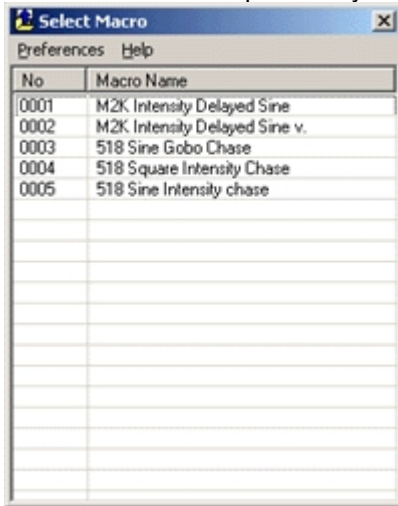 Select Macro
Preferences Help
No Macro Name
0001 M2K Intensity Delayed Sine
0002 M2K Intensity Delayed Sine v.
0003 518 Sine Gobo Chase
0004 518 Square Intensity Chase
0005 518 Sine Intensity chase